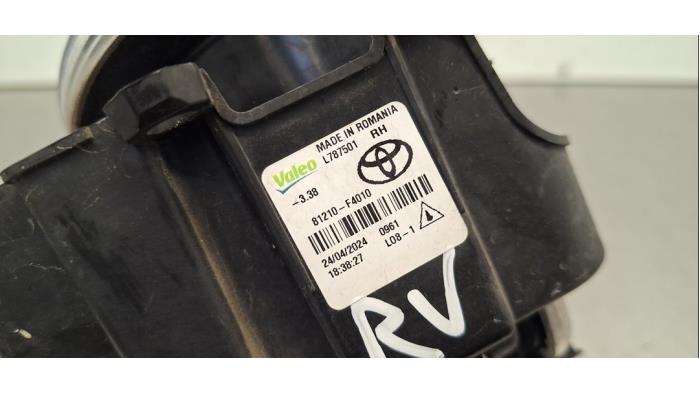 MADE IN ROMANIA
Valeo L787501 RH
-3.38
81210-F4010
24/04/2024 0961
18:38:27 L08-1
RV